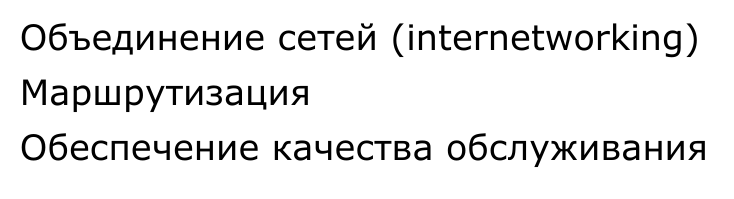 Объединение сетей (internetworking)
Маршрутизация
Обеспечение качества обслуживания